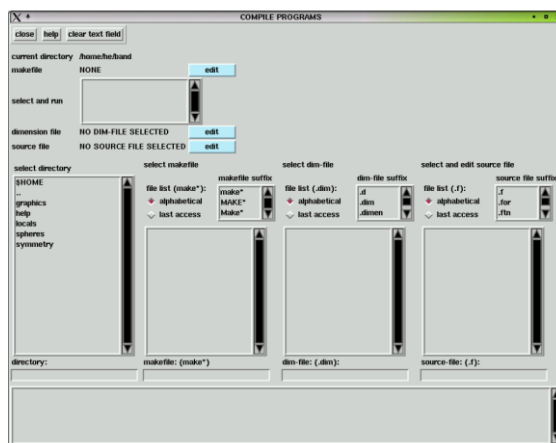 COMPILE PROGRAMS
close help clear text field
current directory /home/he/band
makefile NONE edit
select and run
dimension file NO DIM-FILE SELECTED edit
source file NO SOURCE FILE SELECTED edit
select directory
$HOME
..
graphics
help
locals
spheres
symmetry
directory:
select makefile
makefile suffix
file list (make*):
alphabetical
last access
make*
MAKE*
Make*
makefile: (make*)
select dim-file
dim-file suffix
file list (.dim):
alphabetical
last access
.d
.dim
.dimen
dim-file: (.dim):
select and edit source file
source file suffix
file list (.f):
alphabetical
last access
.f
.for
.ftn
source-file: (.f):